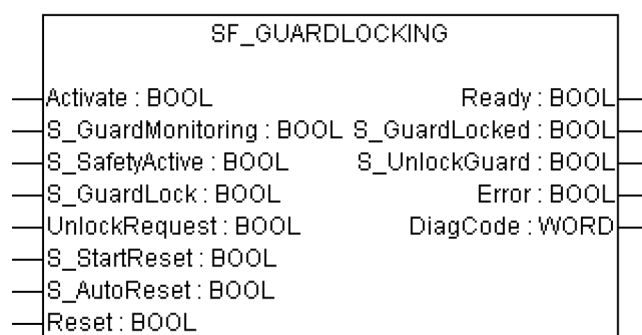 SF_GUARDLOCKING
Activate : BOOL Ready : BOOL
S_GuardMonitoring : BOOL S_GuardLocked : BOOL
S_SafetyActive : BOOL S_UnlockGuard : BOOL
S_GuardLock : BOOL Error : BOOL
UnlockRequest : BOOL DiagCode : WORD
S_StartReset : BOOL
S_AutoReset : BOOL
Reset : BOOL